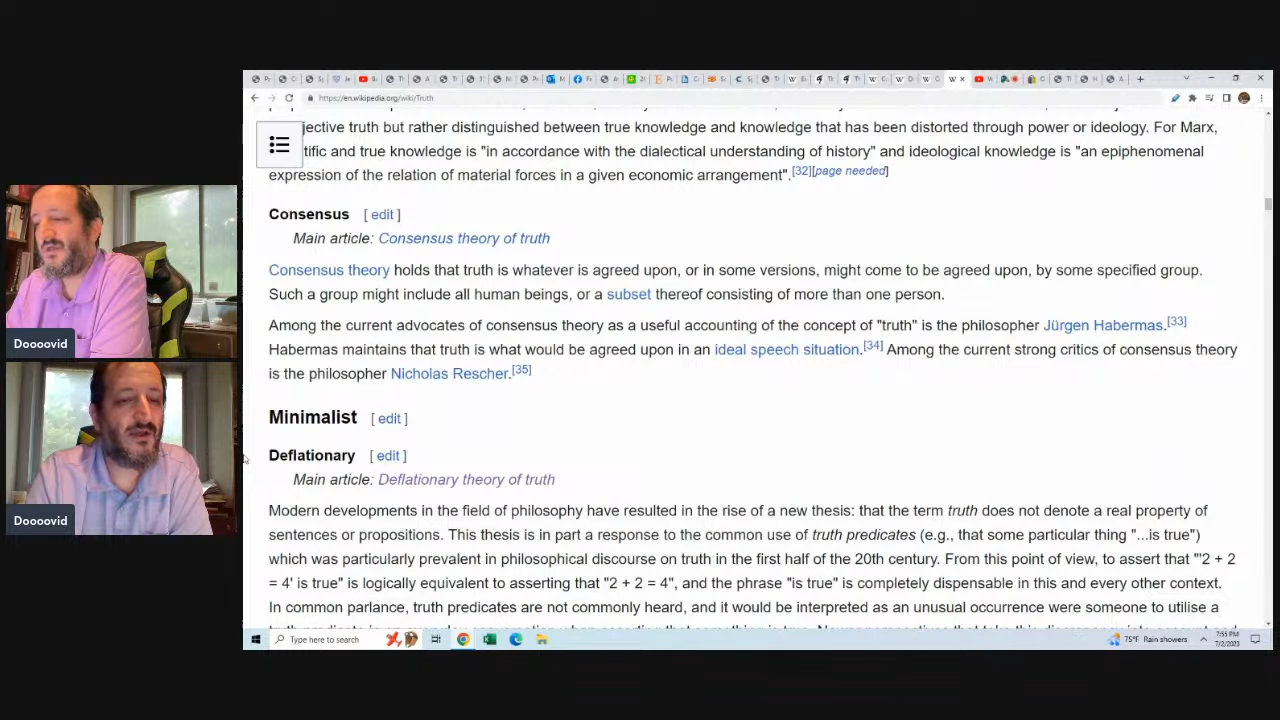 https://en.wikipedia.org/wiki/Truth
jective truth but rather distinguished between true knowledge and knowledge that has been distorted through power or ideology. For Marx,
tific and true knowledge is "in accordance with the dialectical understanding of history" and ideological knowledge is "an epiphenomenal
expression of the relation of material forces in a given economic arrangement".[32][page needed]
Consensus [ edit ]
Main article: Consensus theory of truth
Consensus theory holds that truth is whatever is agreed upon, or in some versions, might come to be agreed upon, by some specified group.
Such a group might include all human beings, or a subset thereof consisting of more than one person.
Among the current advocates of consensus theory as a useful accounting of the concept of "truth" is the philosopher Jürgen Habermas.[33]
Habermas maintains that truth is what would be agreed upon in an ideal speech situation.[34] Among the current strong critics of consensus theory
is the philosopher Nicholas Rescher.[35]
Minimalist [ edit ]
Deflationary [ edit ]
Main article: Deflationary theory of truth
Modern developments in the field of philosophy have resulted in the rise of a new thesis: that the term truth does not denote a real property of
sentences or propositions. This thesis is in part a response to the common use of truth predicates (e.g., that some particular thing "...is true")
which was particularly prevalent in philosophical discourse on truth in the first half of the 20th century. From this point of view, to assert that "'2 + 2
= 4' is true" is logically equivalent to asserting that "2 + 2 = 4", and the phrase "is true" is completely dispensable in this and every other context.
In common parlance, truth predicates are not commonly heard, and it would be interpreted as an unusual occurrence were someone to utilise a
Type here to search
75°F Rain showers
7:55 PM
7/2/2023
Doooovid
Doooovid